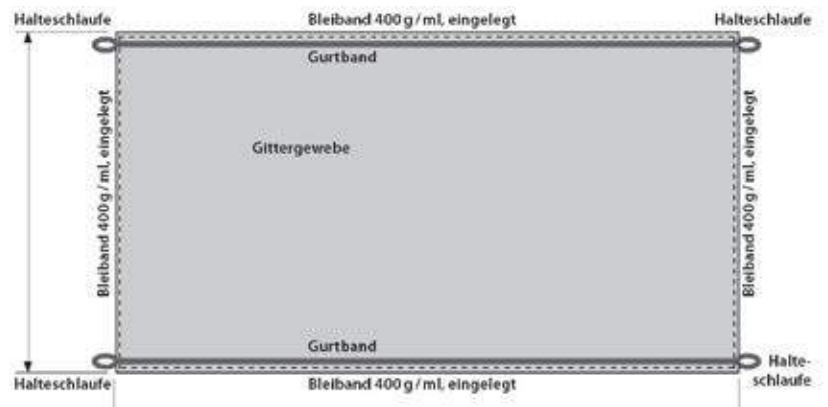 Halteschlaufe
Bleiband 400 g / ml, eingelegt
Halteschlaufe
Gurtband
Bleiband 400 g / ml, eingelegt
Gittergewebe
Bleiband 400 g / ml, eingelegt
Gurtband
Halte-
schlaufe
Halteschlaufe
Bleiband 400 g / ml, eingelegt